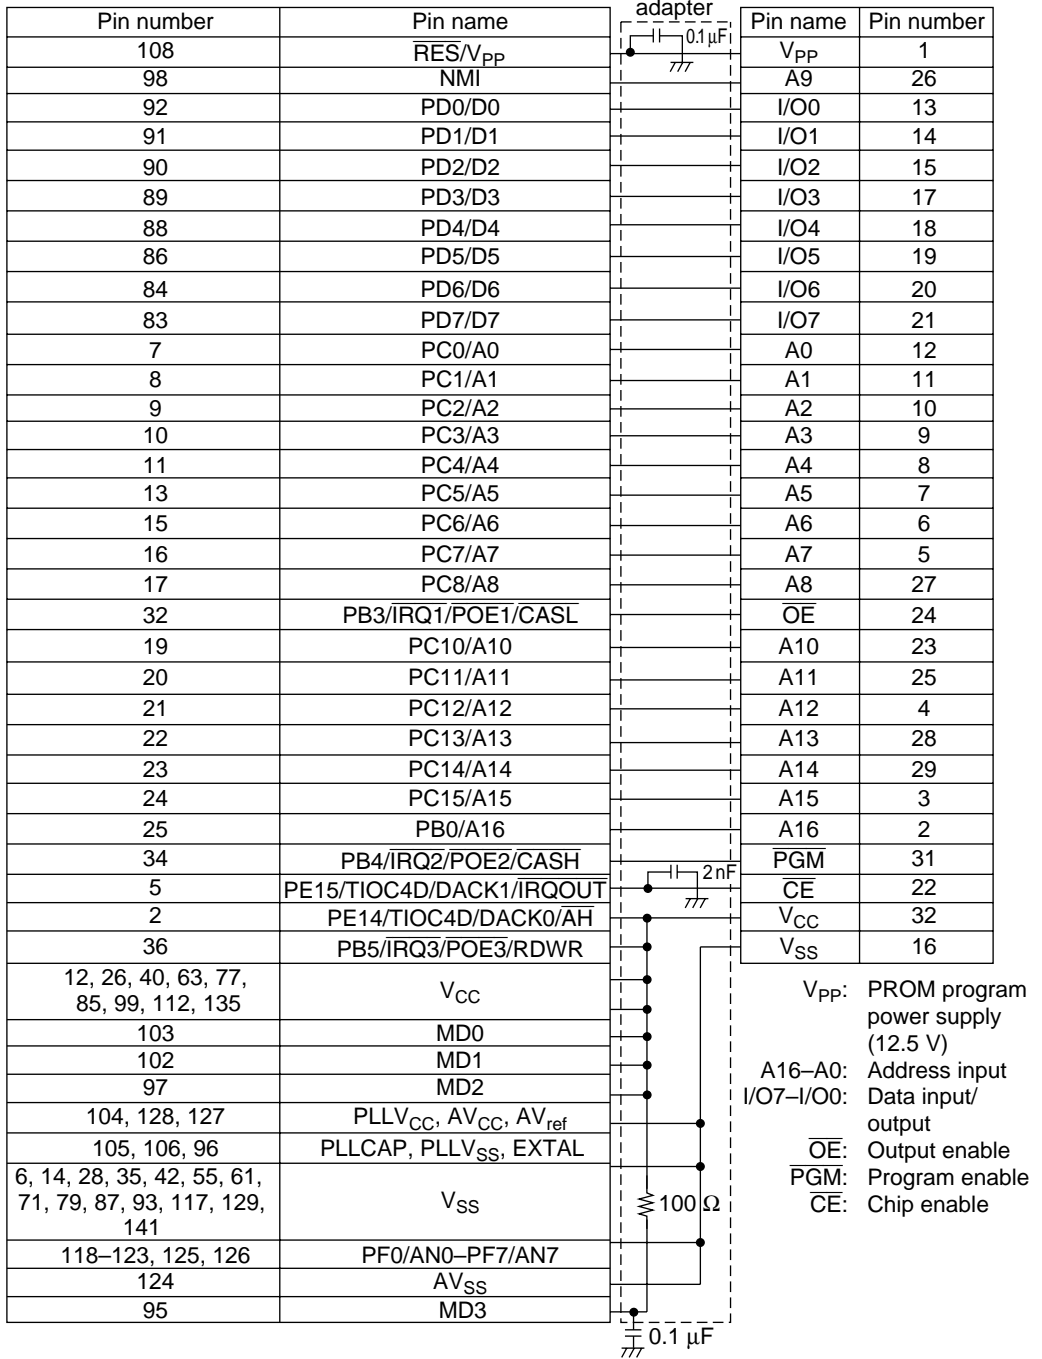 adapter
Pin number Pin name Pin name Pin number
108 RES/VPP 0.1 µF VPP 1
98 NMI A9 26
92 PD0/D0 I/O0 13
91 PD1/D1 I/O1 14
90 PD2/D2 I/O2 15
89 PD3/D3 I/O3 17
88 PD4/D4 I/O4 18
86 PD5/D5 I/O5 19
84 PD6/D6 I/O6 20
83 PD7/D7 I/O7 21
7 PC0/A0 A0 12
8 PC1/A1 A1 11
9 PC2/A2 A2 10
10 PC3/A3 A3 9
11 PC4/A4 A4 8
13 PC5/A5 A5 7
15 PC6/A6 A6 6
16 PC7/A7 A7 5
17 PC8/A8 A8 27
32 PB3/IRQ1/POE1/CASL OE 24
19 PC10/A10 A10 23
20 PC11/A11 A11 25
21 PC12/A12 A12 4
22 PC13/A13 A13 28
23 PC14/A14 A14 29
24 PC15/A15 A15 3
25 PB0/A16 A16 2
34 PB4/IRQ2/POE2/CASH PGM 31
5 PE15/TIOC4D/DACK1/IRQOUT 2 nF CE 22
2 PE14/TIOC4D/DACK0/AH VCC 32
36 PB5/IRQ3/POE3/RDWR VSS 16
12, 26, 40, 63, 77,
85, 99, 112, 135 VCC
103 MD0
102 MD1
97 MD2
104, 128, 127 PLLVCC, AVCC, AVref
105, 106, 96 PLLCAP, PLLVSS, EXTAL
6, 14, 28, 35, 42, 55, 61,
71, 79, 87, 93, 117, 129,
141 VSS
100 Ω
118–123, 125, 126 PF0/AN0–PF7/AN7
124 AVSS
95 MD3
0.1 µF
VPP: PROM program
power supply
(12.5 V)
A16–A0: Address input
I/O7–I/O0: Data input/
output
OE: Output enable
PGM: Program enable
CE: Chip enable